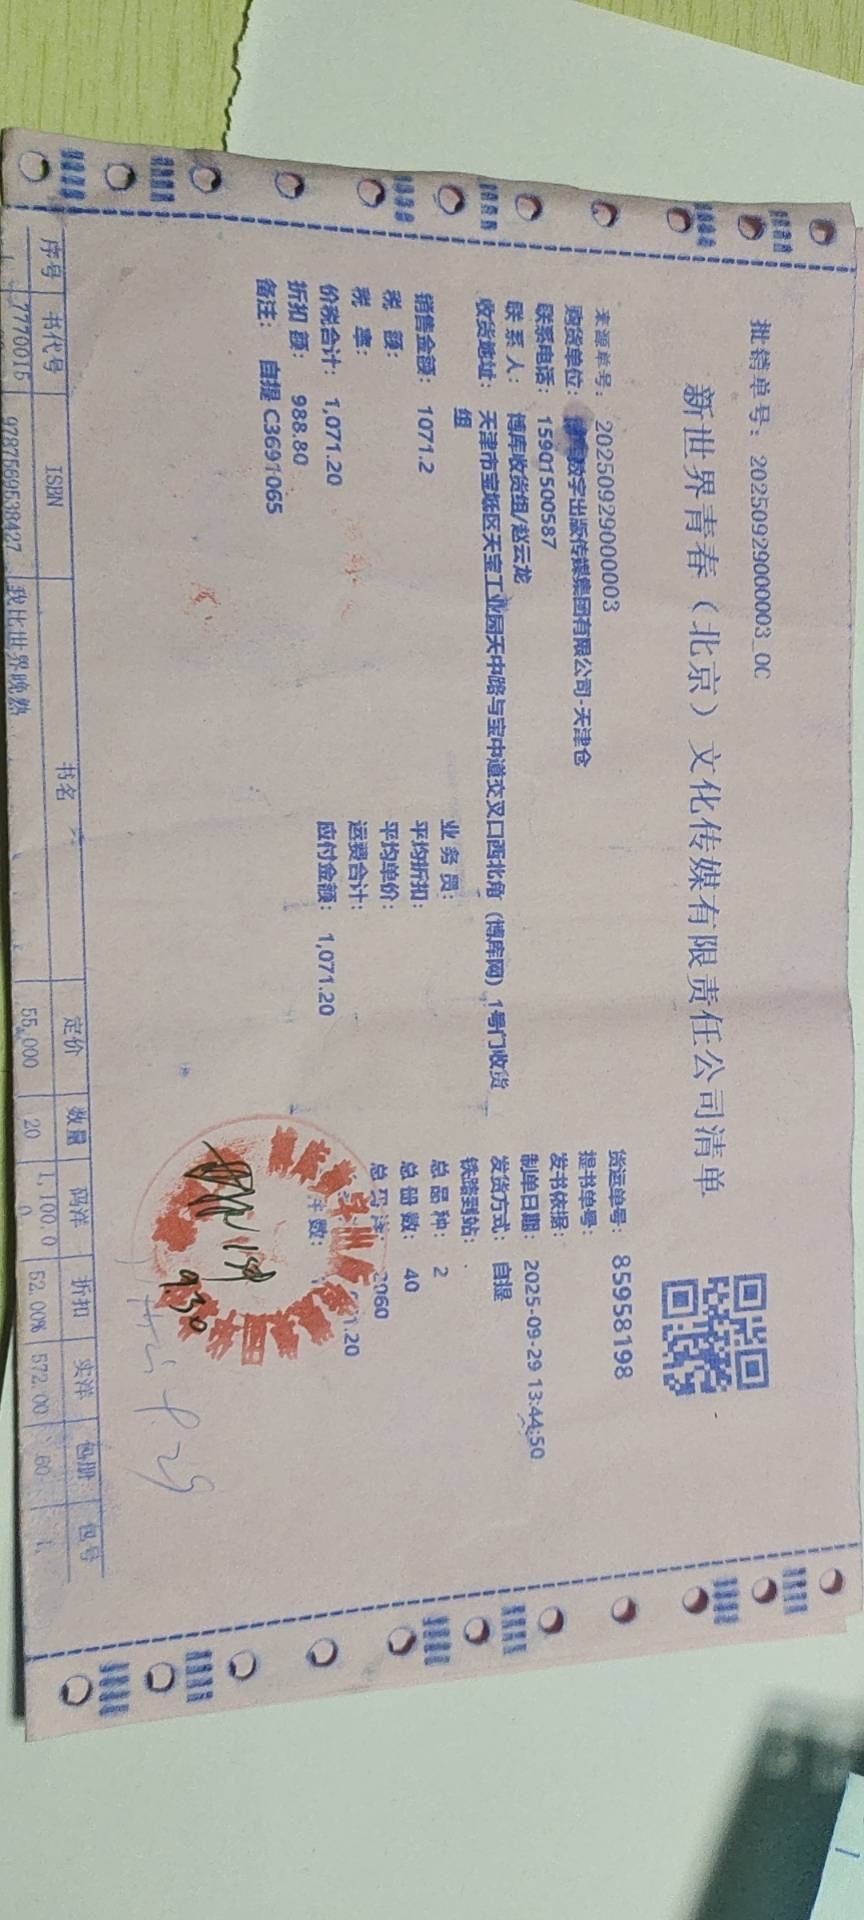 批销单号：20250929000003_0C
新世界青春（北京）文化传媒有限责任公司清单
来源单号：20250929000003
货运单号：85958198
购货单位：博库数字出版传媒集团有限公司-天津仓
提书单号：
联系电话：15901500587
发书依据：
联系人：博库收货组/赵云龙
制单日期：2025-09-29 13:44:50
收货地址：天津市宝坻区天宝工业园天中路与宝中道交叉口西北角（博库网）1号门收货组
发货方式：自提
业务员：
铁路到站：
销售金额：1071.2
平均折扣：
总品种：2
税额：
平均单价：
总册数：40
税率：
运费合计：
价税合计：1,071.20
应付金额：1,071.20
折扣额：988.80
备注：自提 C3691065
930
序号 书代号 ISBN 书名 定价 数量 码洋 折扣 实洋 包册 包号
1 7770015 9787569538427 我比世界晚熟 55.000 20 1,100.00 52.00% 572.00 60 1